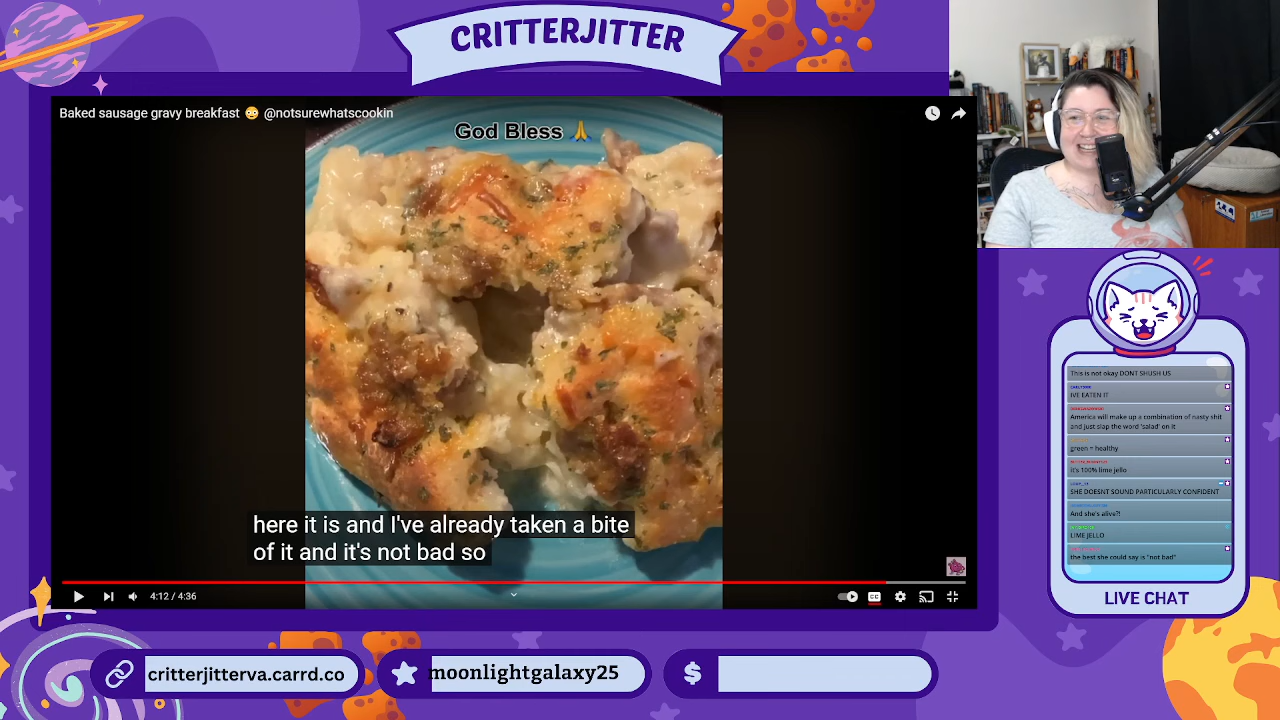 CRITTERJITTER
Baked sausage gravy breakfast 😳 @notsurewhatscookin
God Bless 🙏
here it is and I've already taken a bite
of it and it's not bad so
4:12 / 4:36
CC
This is not okay DONT SHUSH US
IVE EATEN IT
America will make up a combination of nasty shit
and just slap the word 'salad' on it
green = healthy
it's 100% lime jello
SHE DOESNT SOUND PARTICULARLY CONFIDENT
And she's alive?!
LIME JELLO
the best she could say is "not bad"
LIVE CHAT
critterjitterva.carrd.co
moonlightgalaxy25
$